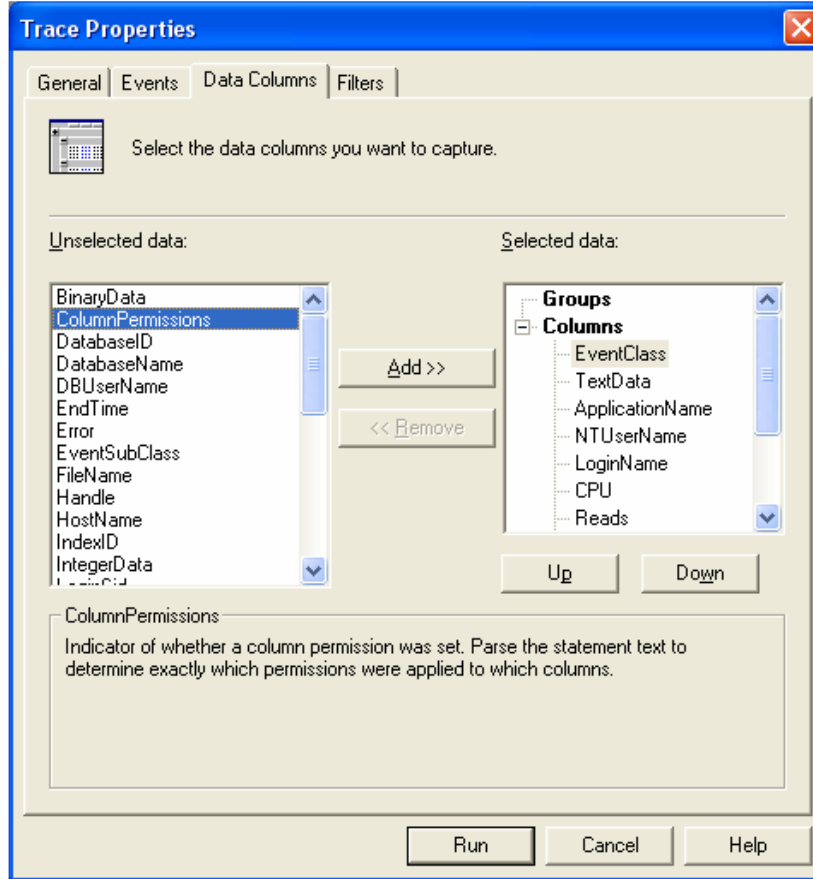 Trace Properties
General Events Data Columns Filters
Select the data columns you want to capture.
Unselected data:
BinaryData
ColumnPermissions
DatabaseID
DatabaseName
DBUserName
EndTime
Error
EventSubClass
FileName
Handle
HostName
IndexID
IntegerData
Add >>
<< Remove
Selected data:
Groups
Columns
EventClass
TextData
ApplicationName
NTUserName
LoginName
CPU
Reads
Up Down
ColumnPermissions
Indicator of whether a column permission was set. Parse the statement text to
determine exactly which permissions were applied to which columns.
Run Cancel Help